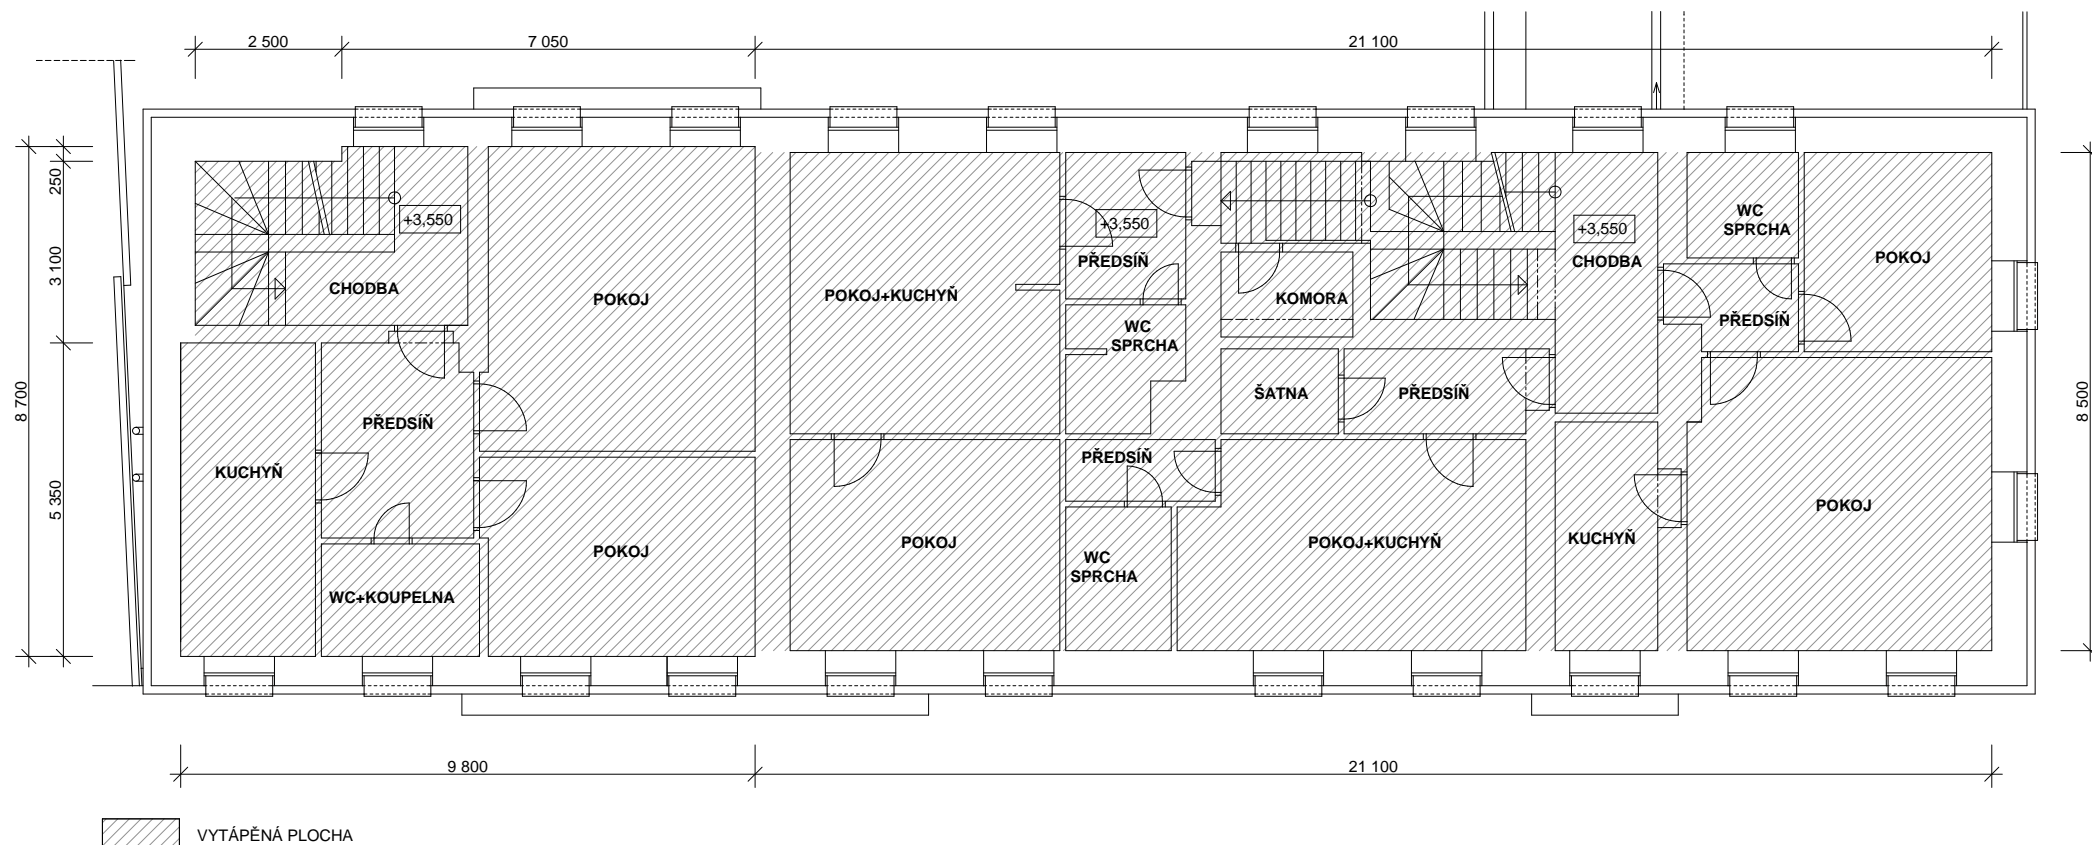 2 500
7 050
21 100
8 700
250
3 100
5 350
8 500
+3,550
+3,550
+3,550
CHODBA
POKOJ
POKOJ+KUCHYŇ
PŘEDSÍŇ
KOMORA
CHODBA
WC
SPRCHA
POKOJ
WC
SPRCHA
PŘEDSÍŇ
ŠATNA
PŘEDSÍŇ
PŘEDSÍŇ
KUCHYŇ
PŘEDSÍŇ
POKOJ
WC+KOUPELNA
POKOJ
POKOJ
WC
SPRCHA
POKOJ+KUCHYŇ
KUCHYŇ
9 800
21 100
VYTÁPĚNÁ PLOCHA